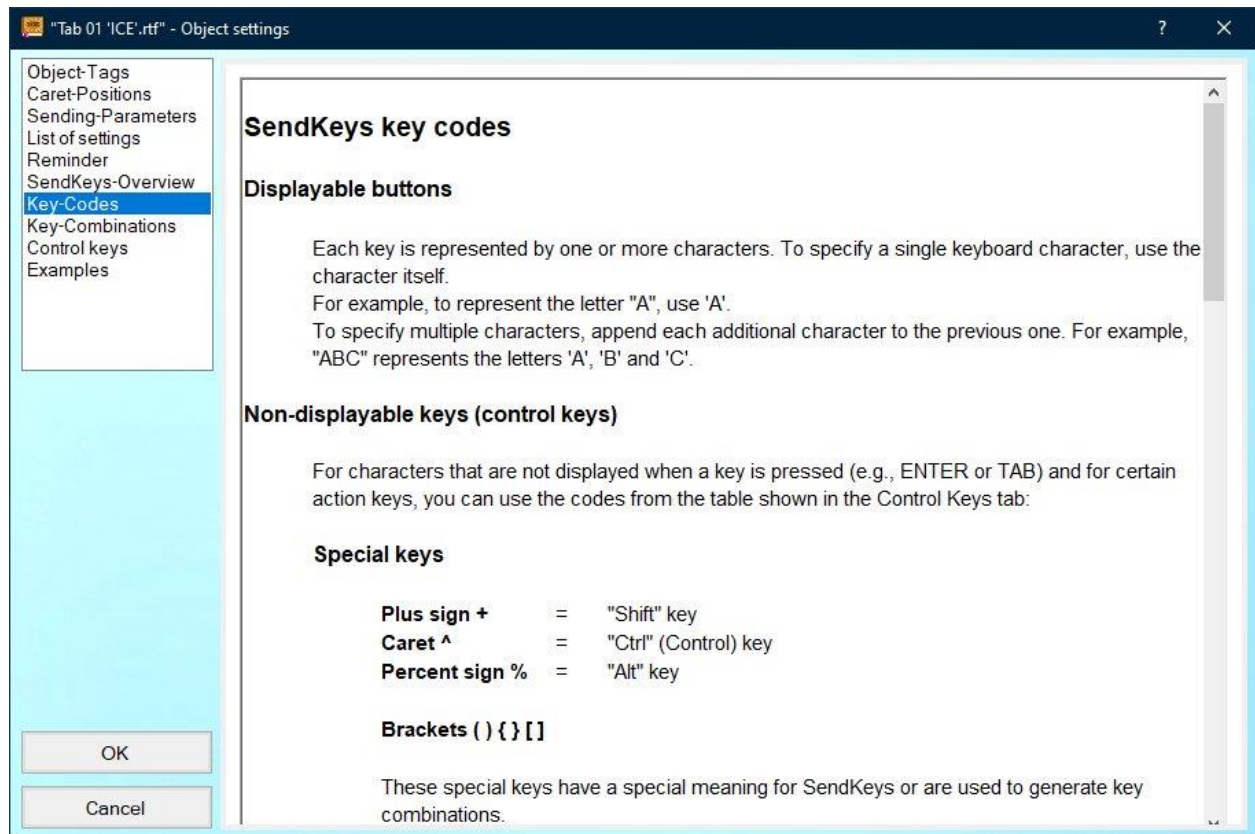 "Tab 01 'ICE'.rtf" - Object settings
?
Object-Tags
Caret-Positions
Sending-Parameters
List of settings
Reminder
SendKeys-Overview
Key-Codes
Key-Combinations
Control keys
Examples
OK
Cancel
SendKeys key codes
Displayable buttons
Each key is represented by one or more characters. To specify a single keyboard character, use the
character itself.
For example, to represent the letter "A", use 'A'.
To specify multiple characters, append each additional character to the previous one. For example,
"ABC" represents the letters 'A', 'B' and 'C'.
Non-displayable keys (control keys)
For characters that are not displayed when a key is pressed (e.g., ENTER or TAB) and for certain
action keys, you can use the codes from the table shown in the Control Keys tab:
Special keys
Plus sign + = "Shift" key
Caret ^ = "Ctrl" (Control) key
Percent sign % = "Alt" key
Brackets ( ) { } [ ]
These special keys have a special meaning for SendKeys or are used to generate key
combinations.